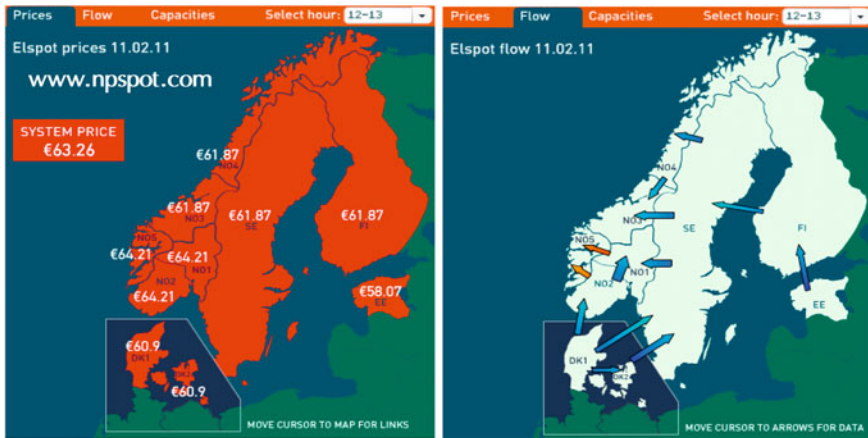 Prices Flow Capacities Select hour: 12-13
Elspot prices 11.02.11
www.npspot.com
SYSTEM PRICE
€63.26
€61.87
NO4
€61.87
NO3
€61.87
SE
€61.87
FI
NO5
€64.21
€64.21
NO1
NO2
€64.21
€58.07
EE
€60.9
DK1
DK2
€60.9
MOVE CURSOR TO MAP FOR LINKS
Prices Flow Capacities Select hour: 12-13
Elspot flow 11.02.11
NO4
NO3
SE
FI
NO5
NO2
NO1
EE
DK1
DK2
MOVE CURSOR TO ARROWS FOR DATA